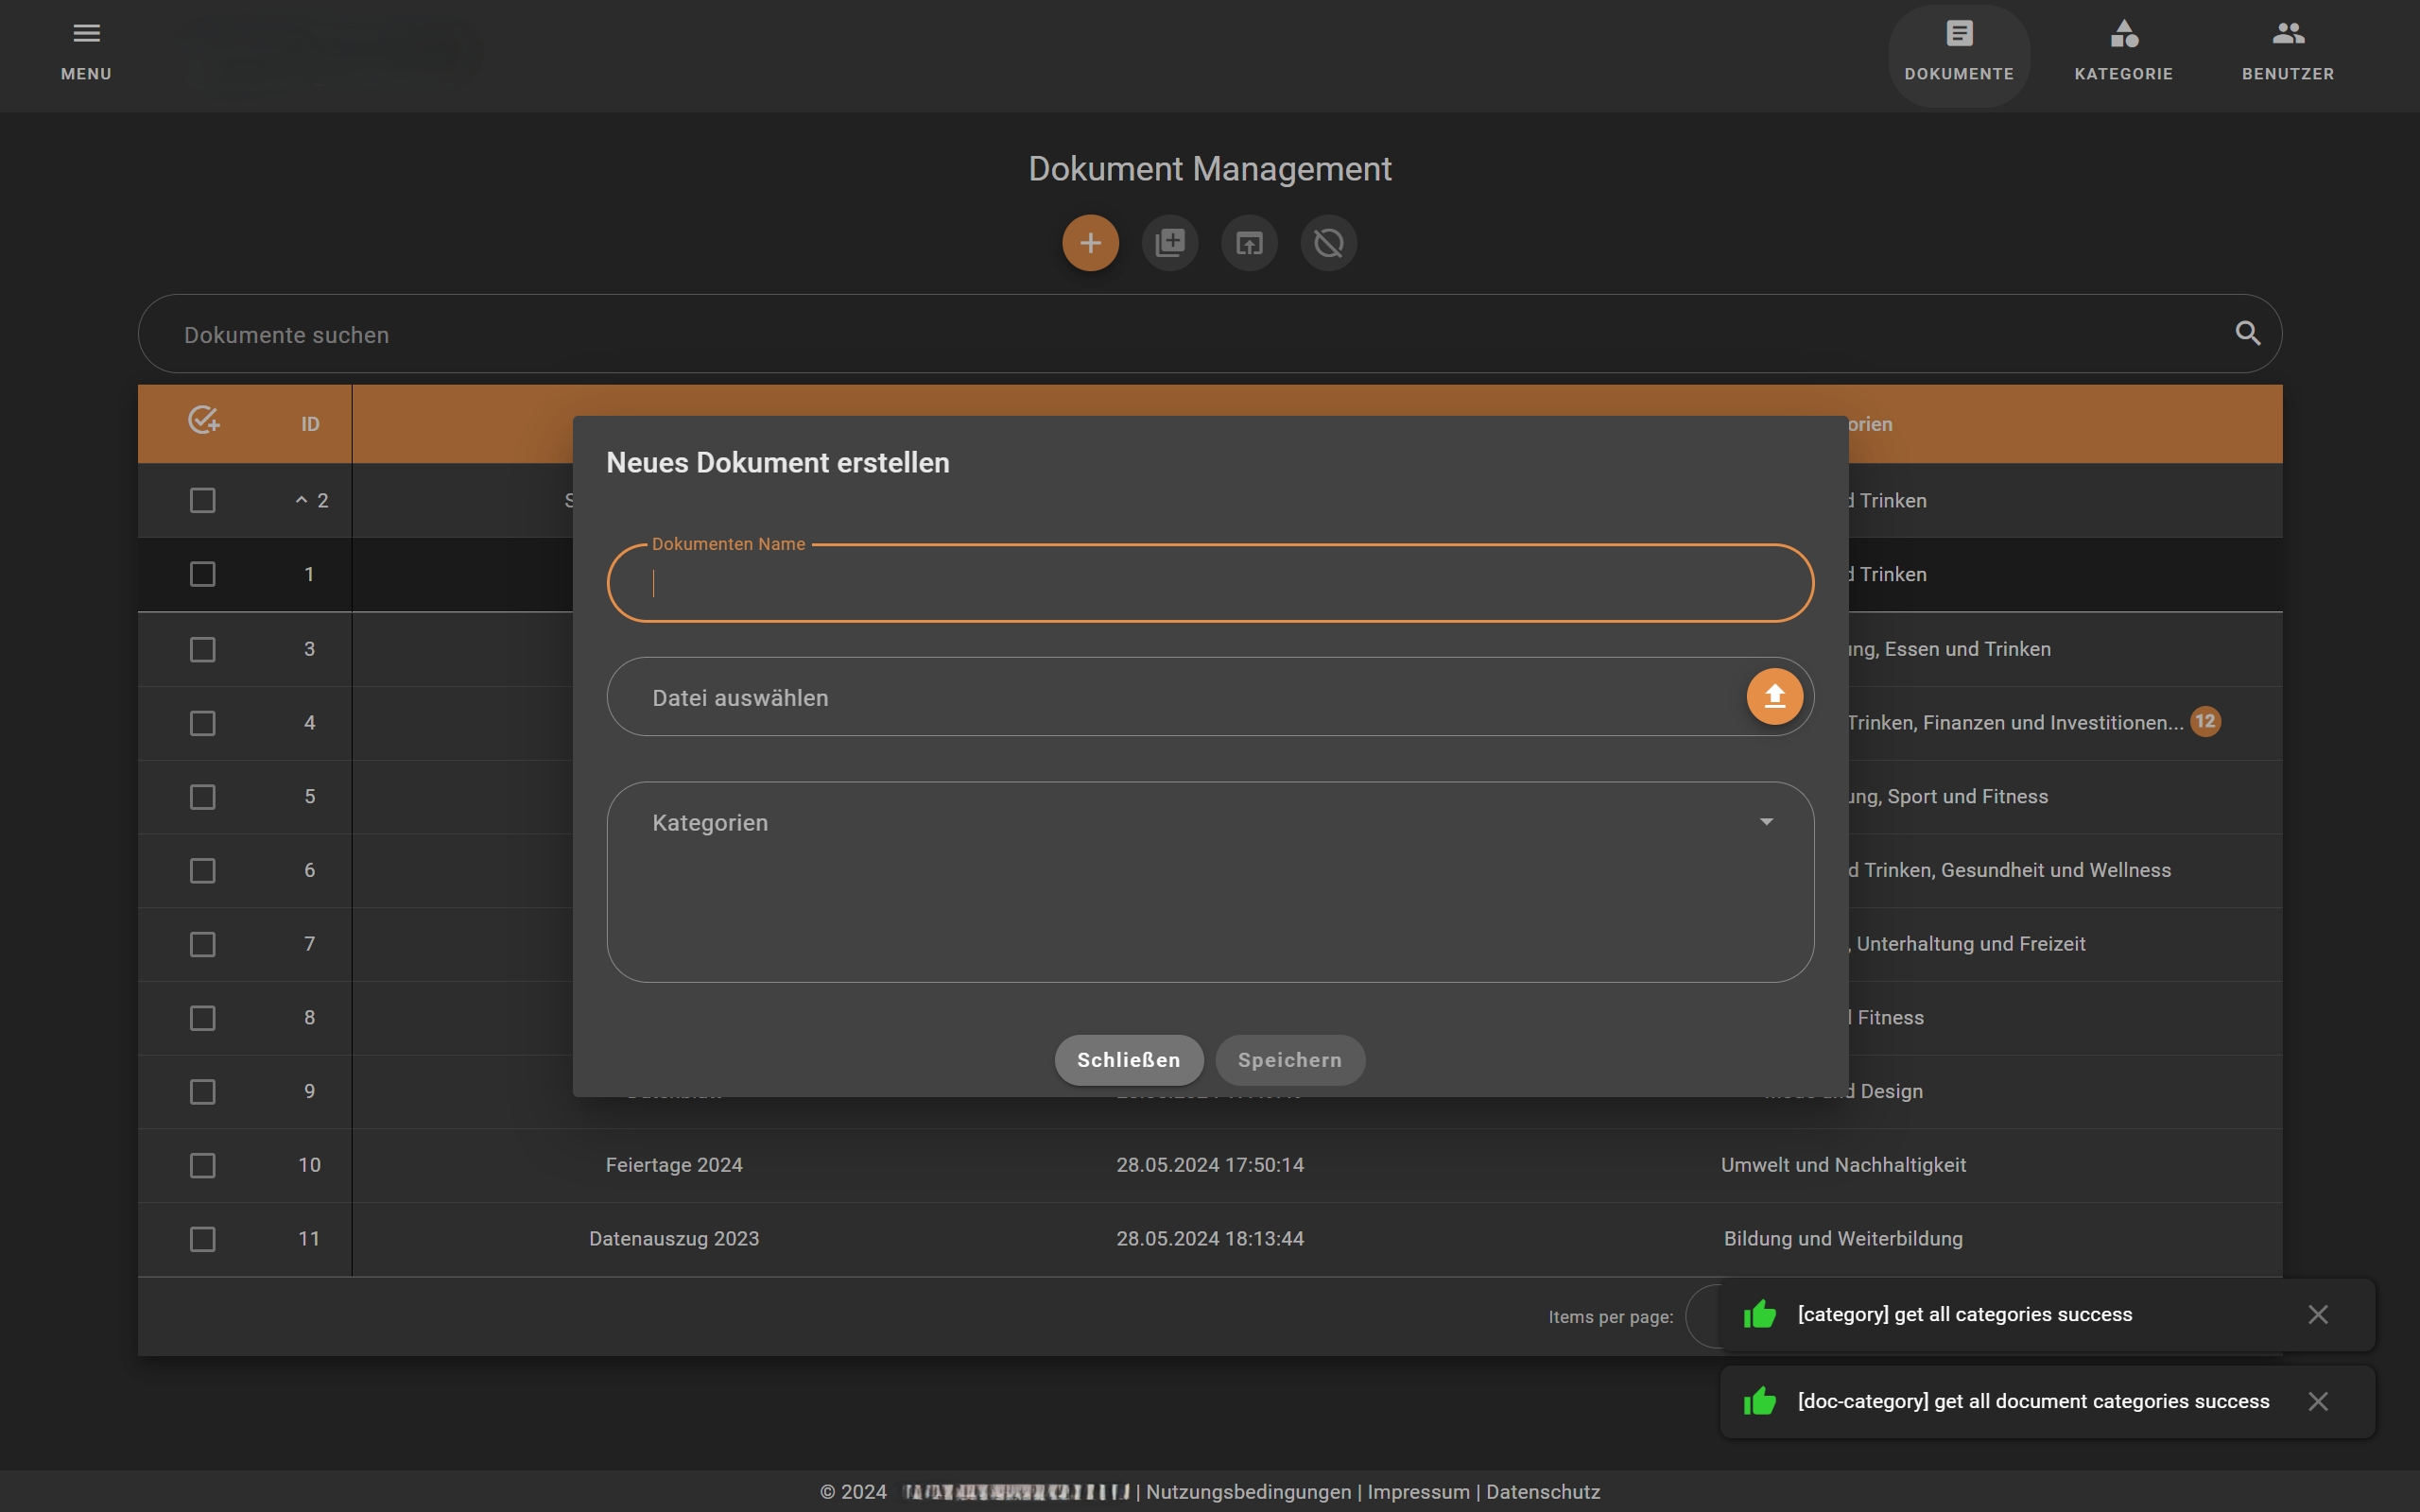 MENU
DOKUMENTE KATEGORIE BENUTZER
Dokument Management
Dokumente suchen
ID orien
Neues Dokument erstellen
2 S d Trinken
Dokumenten Name
1 d Trinken
3 ng, Essen und Trinken
Datei auswählen
4 Trinken, Finanzen und Investitionen... 12
5 ung, Sport und Fitness
Kategorien
6 d Trinken, Gesundheit und Wellness
7 , Unterhaltung und Freizeit
8 l Fitness
Schließen Speichern
9 nd Design
10 Feiertage 2024 28.05.2024 17:50:14 Umwelt und Nachhaltigkeit
11 Datenauszug 2023 28.05.2024 18:13:44 Bildung und Weiterbildung
Items per page:
[category] get all categories success
[doc-category] get all document categories success
© 2024 | Nutzungsbedingungen | Impressum | Datenschutz